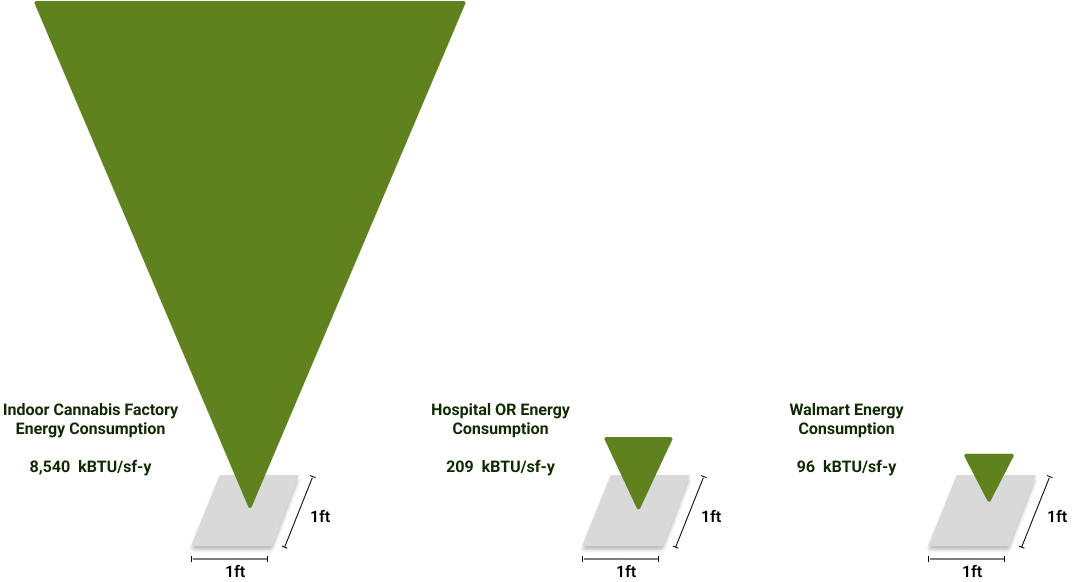 Indoor Cannabis Factory
Energy Consumption
8,540 kBTU/sf-y
1ft
1ft
Hospital OR Energy
Consumption
209 kBTU/sf-y
1ft
1ft
Walmart Energy
Consumption
96 kBTU/sf-y
1ft
1ft